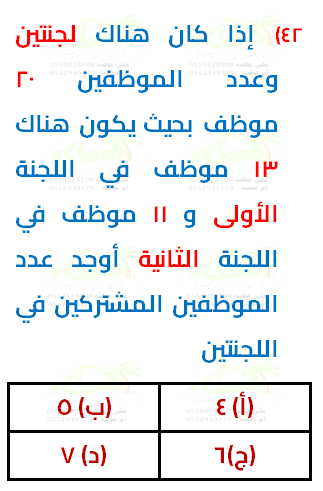 ٤٢) إذا كان هناك لجنتين
وعدد الموظفين ٢٠
موظف بحيث يكون هناك
١٣ موظف في اللجنة
الأولى و ١١ موظف في
اللجنة الثانية أوجد عدد
الموظفين المشتركين في
اللجنتين
(أ) ٤ (ب) ٥
(ج) ٦ (د) ٧